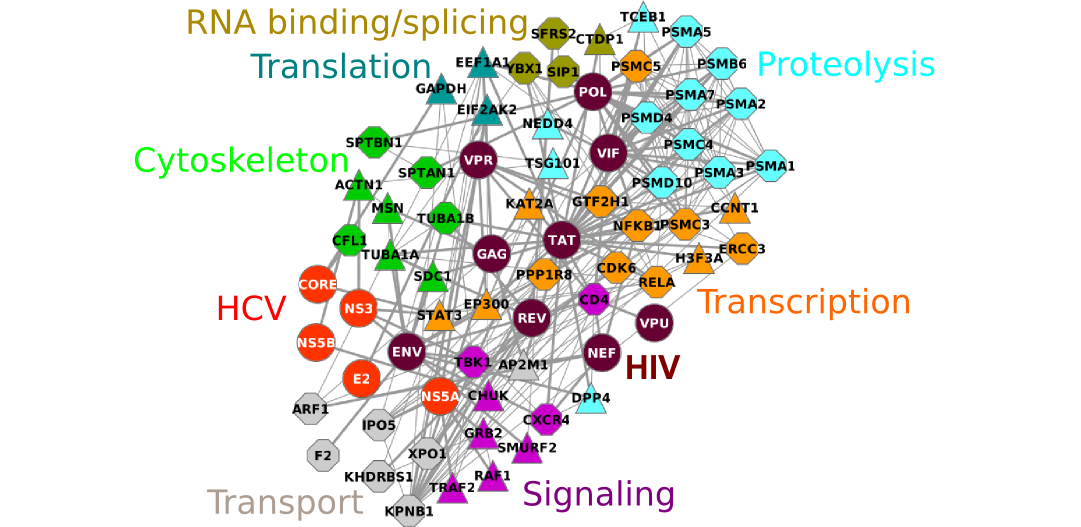 TCEB1
RNA binding/splicing
SFRS2
CTDP1
PSMA5
Translation
EEF1A1
YBX1
SIP1
PSMC5
PSMB6
Proteolysis
GAPDH
POL
PSMA7
PSMA2
EIF2AK2
NEDD4
PSMD4
SPTBN1
PSMC4
Cytoskeleton
VPR
TSG101
VIF
PSMA3
PSMA1
SPTAN1
ACTN1
PSMD10
MSN
TUBA1B
KAT2A
GTF2H1
CCNT1
NFKB1
PSMC3
CFL1
TAT
TUBA1A
GAG
ERCC3
H3F3A
SDC1
PPP1R8
CDK6
RELA
CORE
HCV
NS3
STAT3
EP300
REV
CD4
Transcription
VPU
NS5B
ENV
TBK1
AP2M1
NEF
HIV
E2
NS5A
CHUK
DPP4
ARF1
IPO5
CXCR4
GRB2
SMURF2
F2
XPO1
KHDRBS1
RAF1
TRAF2
Signaling
Transport
KPNB1